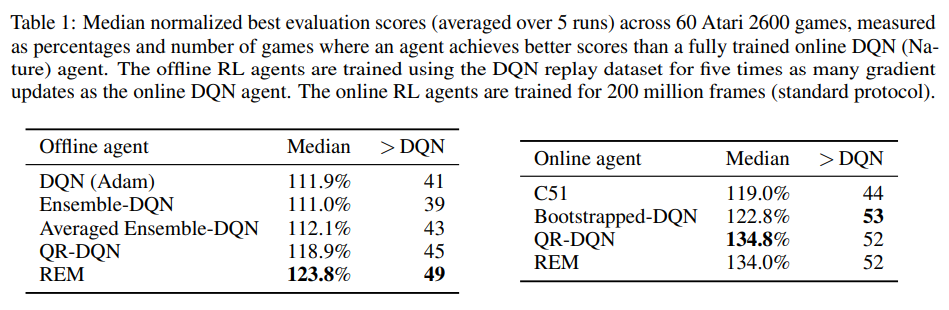 Table 1: Median normalized best evaluation scores (averaged over 5 runs) across 60 Atari 2600 games, measured
as percentages and number of games where an agent achieves better scores than a fully trained online DQN (Na-
ture) agent. The offline RL agents are trained using the DQN replay dataset for five times as many gradient
updates as the online DQN agent. The online RL agents are trained for 200 million frames (standard protocol).
Offline agent Median > DQN
DQN (Adam) 111.9% 41
Ensemble-DQN 111.0% 39
Averaged Ensemble-DQN 112.1% 43
QR-DQN 118.9% 45
REM 123.8% 49
Online agent Median > DQN
C51 119.0% 44
Bootstrapped-DQN 122.8% 53
QR-DQN 134.8% 52
REM 134.0% 52